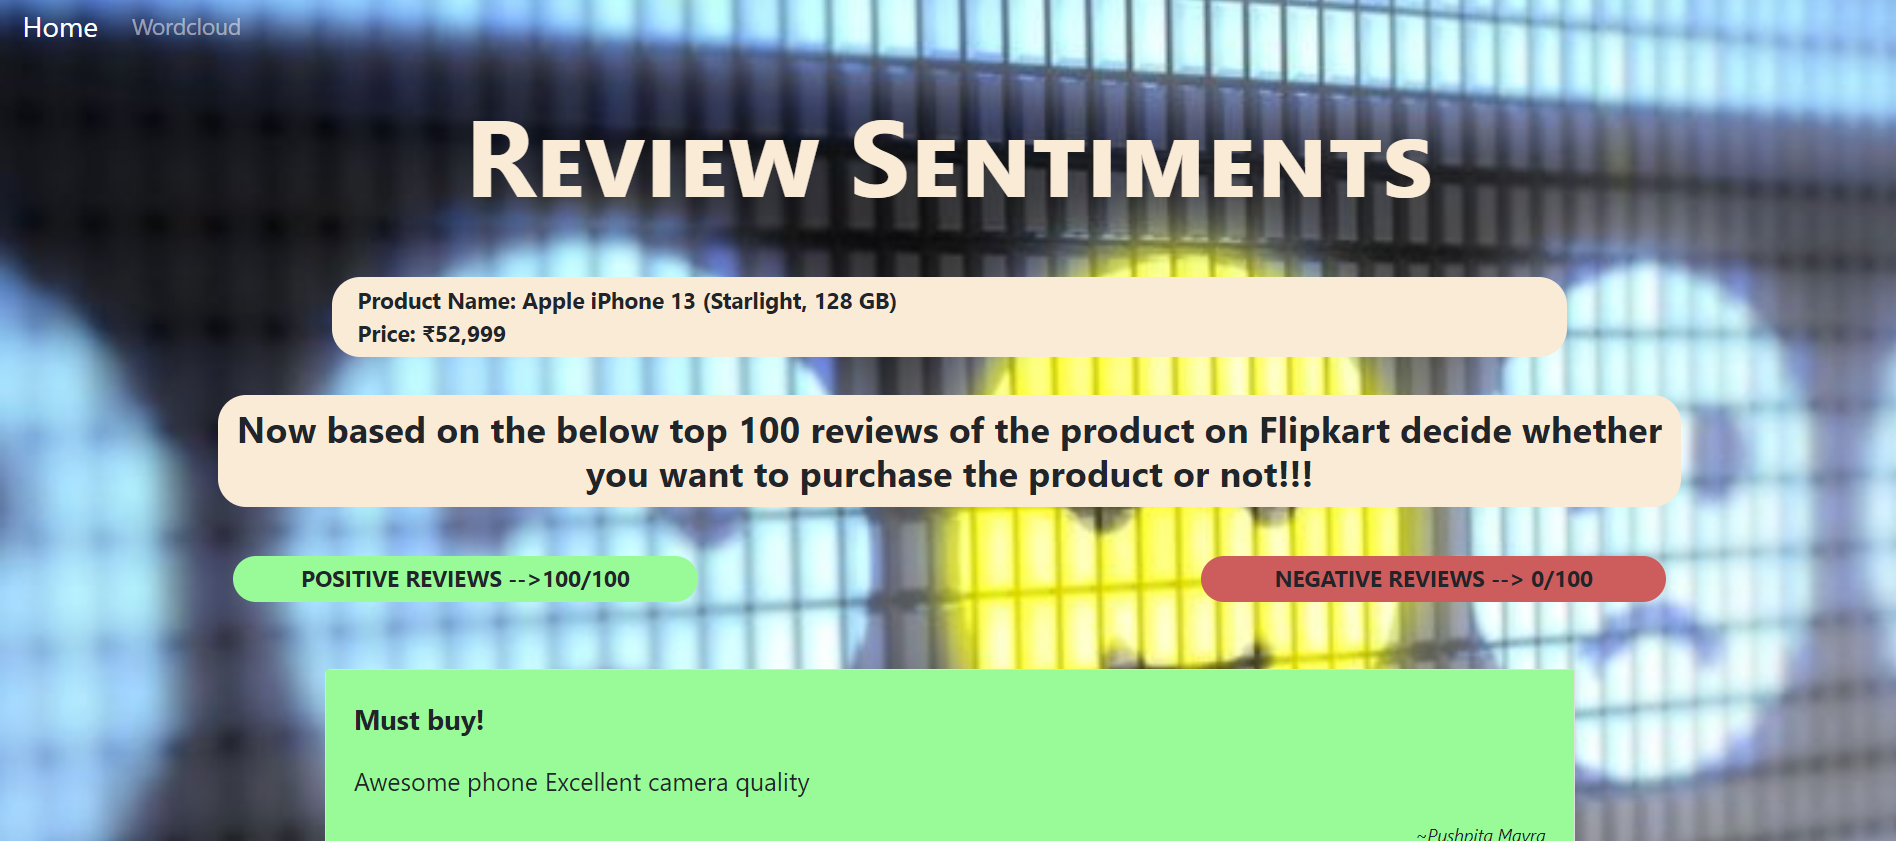 Home Wordcloud
Review Sentiments
Product Name: Apple iPhone 13 (Starlight, 128 GB)
Price: ₹52,999
Now based on the below top 100 reviews of the product on Flipkart decide whether
you want to purchase the product or not!!!
POSITIVE REVIEWS -->100/100
NEGATIVE REVIEWS --> 0/100
Must buy!
Awesome phone Excellent camera quality
~Pushpita Mayra